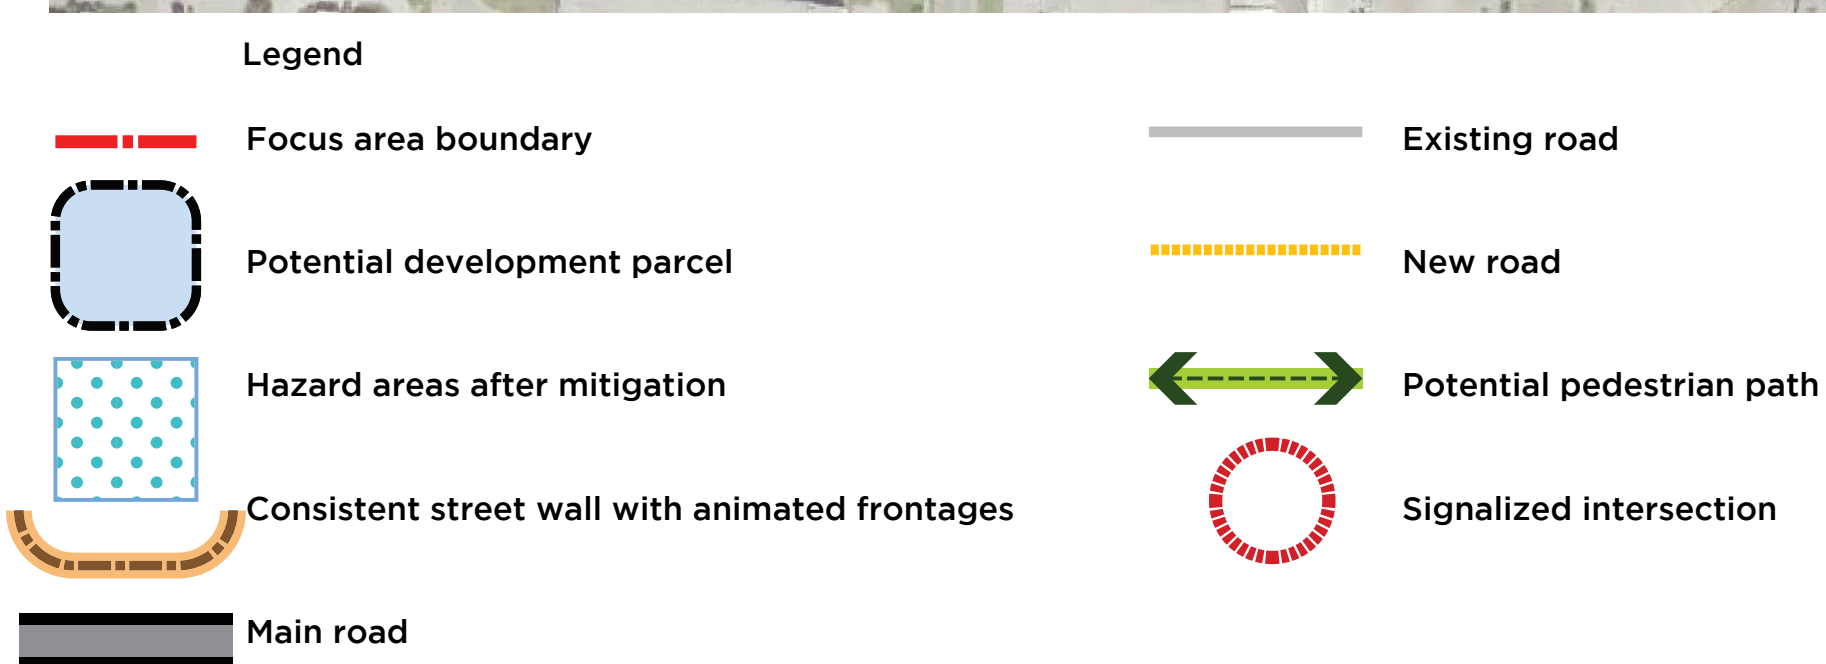 Legend
Focus area boundary
Potential development parcel
Hazard areas after mitigation
Consistent street wall with animated frontages
Main road
Existing road
New road
Potential pedestrian path
Signalized intersection